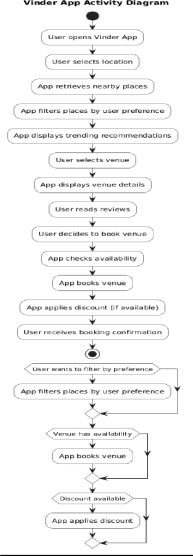 Vinder App Activity Diagram
User opens Vinder App
User selects location
App retrieves nearby places
App filters places by user preference
App displays trending recommendations
User selects venue
App displays venue details
User reads reviews
User decides to book venue
App checks availability
App books venue
App applies discount (if available)
User receives booking confirmation
User wants to filter by preference
App filters places by user preference
Venue has availability
App books venue
Discount available
App applies discount